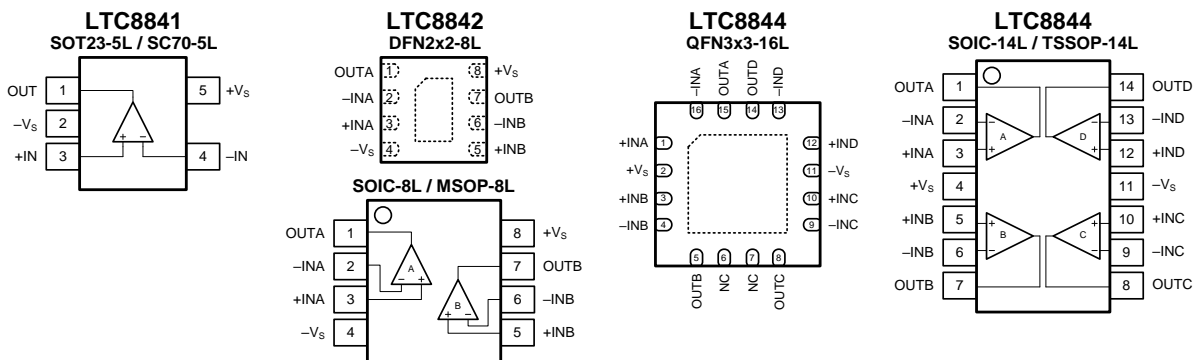 LTC8841
SOT23-5L / SC70-5L
OUT 1
–VS 2
+IN 3
5 +VS
4 –IN
+ –
LTC8842
DFN2x2-8L
OUTA 1
–INA 2
+INA 3
–VS 4
8 +VS
7 OUTB
6 –INB
5 +INB
SOIC-8L / MSOP-8L
OUTA 1
–INA 2
+INA 3
–VS 4
8 +VS
7 OUTB
6 –INB
5 +INB
A
– +
B
+ –
LTC8844
QFN3x3-16L
–INA OUTA OUTD –IND
16 15 14 13
+INA 1
+VS 2
+INB 3
–INB 4
12 +IND
11 –VS
10 +INC
9 –INC
5 6 7 8
OUTB NC NC OUTC
LTC8844
SOIC-14L / TSSOP-14L
OUTA 1
–INA 2
+INA 3
+VS 4
+INB 5
–INB 6
OUTB 7
14 OUTD
13 –IND
12 +IND
11 –VS
10 +INC
9 –INC
8 OUTC
– A D –
+ +
+ B C +
– –